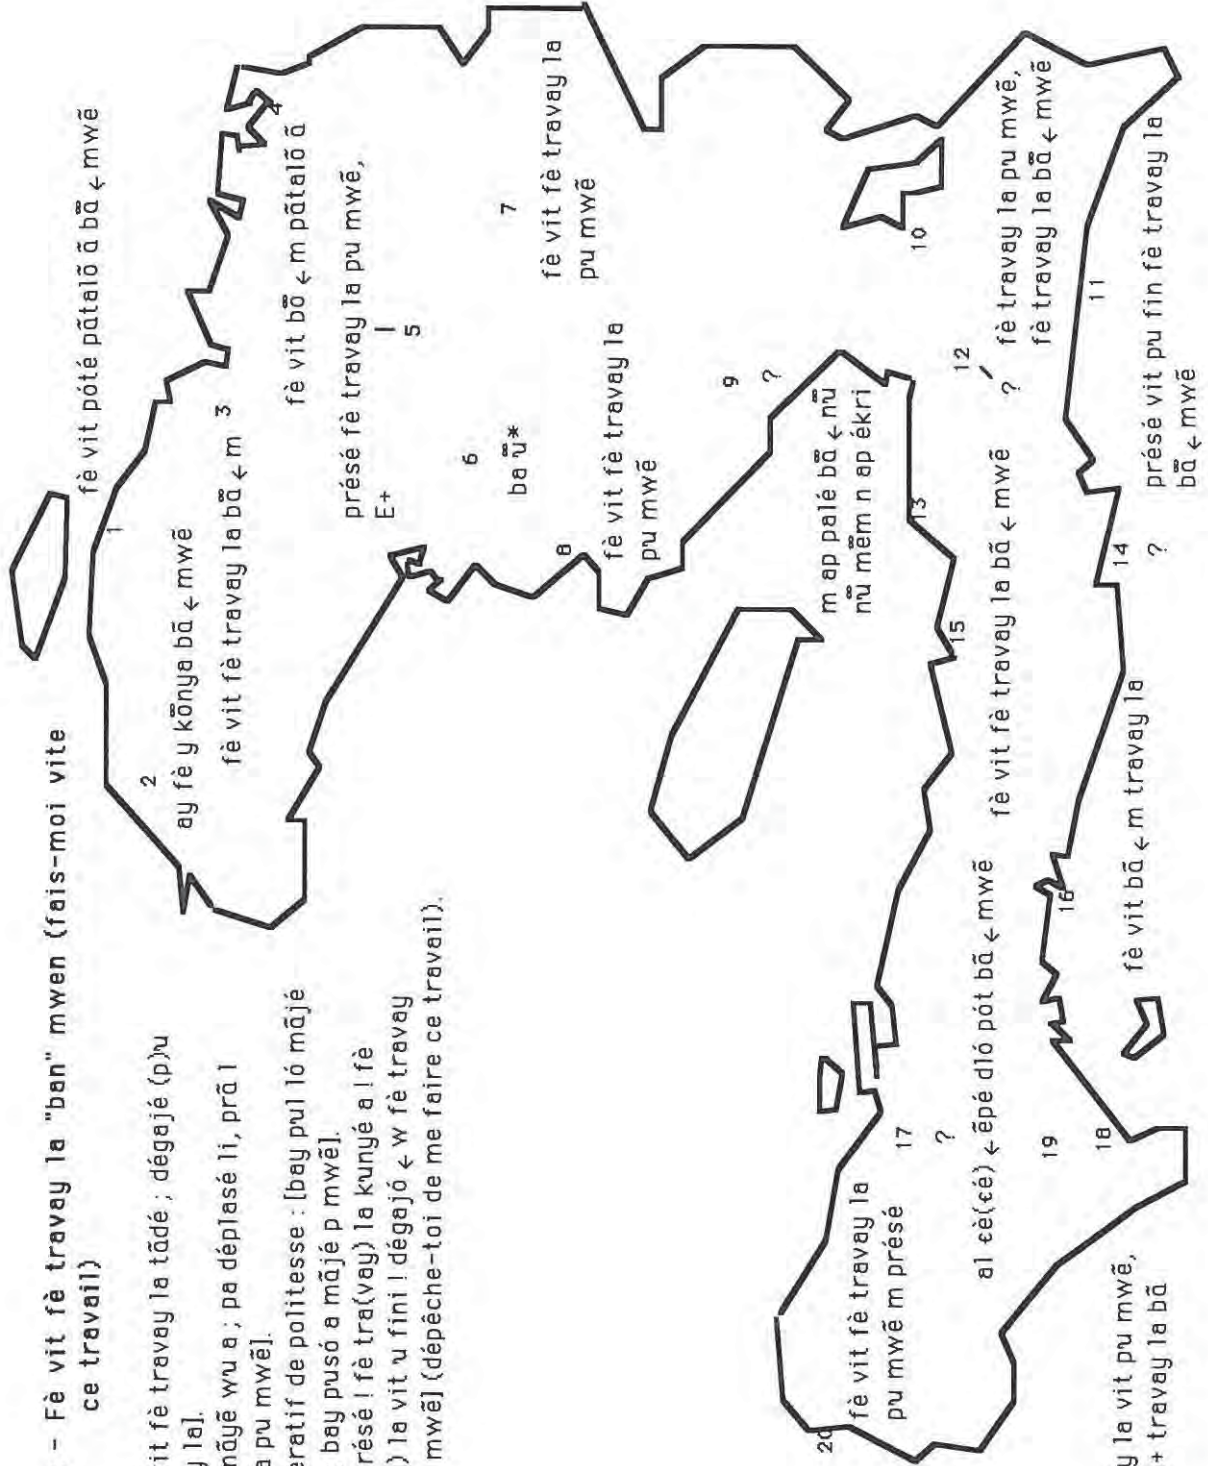 - Fè vit fè travay la "ban" mwen (fais-moi vite
ce travail)
it fè travay la tãdé ; dégajé (p)u
y la].
nãyẽ wu a ; pa déplasé li, prã l
a pu mwẽ].
eratif de politesse : [bay pul ló mãjé
bay pusó a mãjé p mwẽ].
résé ! fè tra(vay) la kunyé a ! fè
) la vit u fini ! dégajó ← w fè travay
mwẽ] (dépêche-toi de me faire ce travail).
1
fè vit póté pãtalõ ã bã ← mwẽ
2
ay fè y kõnya bã ← mwẽ
3
fè vit fè travay la bã ← m
4
fè vit bã ← m pãtalõ ã
présé fè travay la pu mwẽ,
E+
5
6
ba ü*
7
fè vit fè travay la
pu mwẽ
8
fè vit fè travay la
pu mwẽ
9
?
10
11
présé vit pu fin fè travay la
bã ← mwẽ
12
?
fè travay la pu mwẽ,
fè travay la bã ← mwẽ
13
m ap palé bã ← nü
nü mẽm n ap ékri
14
?
15
fè vit fè travay la bã ← mwẽ
16
fè vit bã ← m travay la
17
?
18
19
al ɛè(ɛé) ← ẽpé dló pót bã ← mwẽ
20
fè vit fè travay la
pu mwẽ m présé
y la vit pu mwẽ,
+ travay la bã